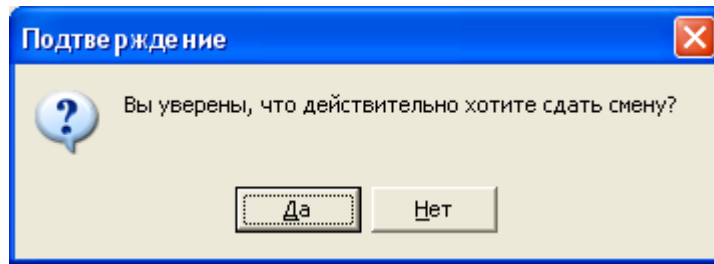 Подтверждение
Вы уверены, что действительно хотите сдать смену?
Да
Нет